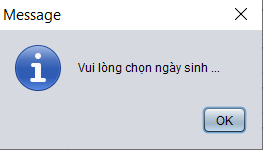 Message
Vui lòng chọn ngày sinh ...
OK